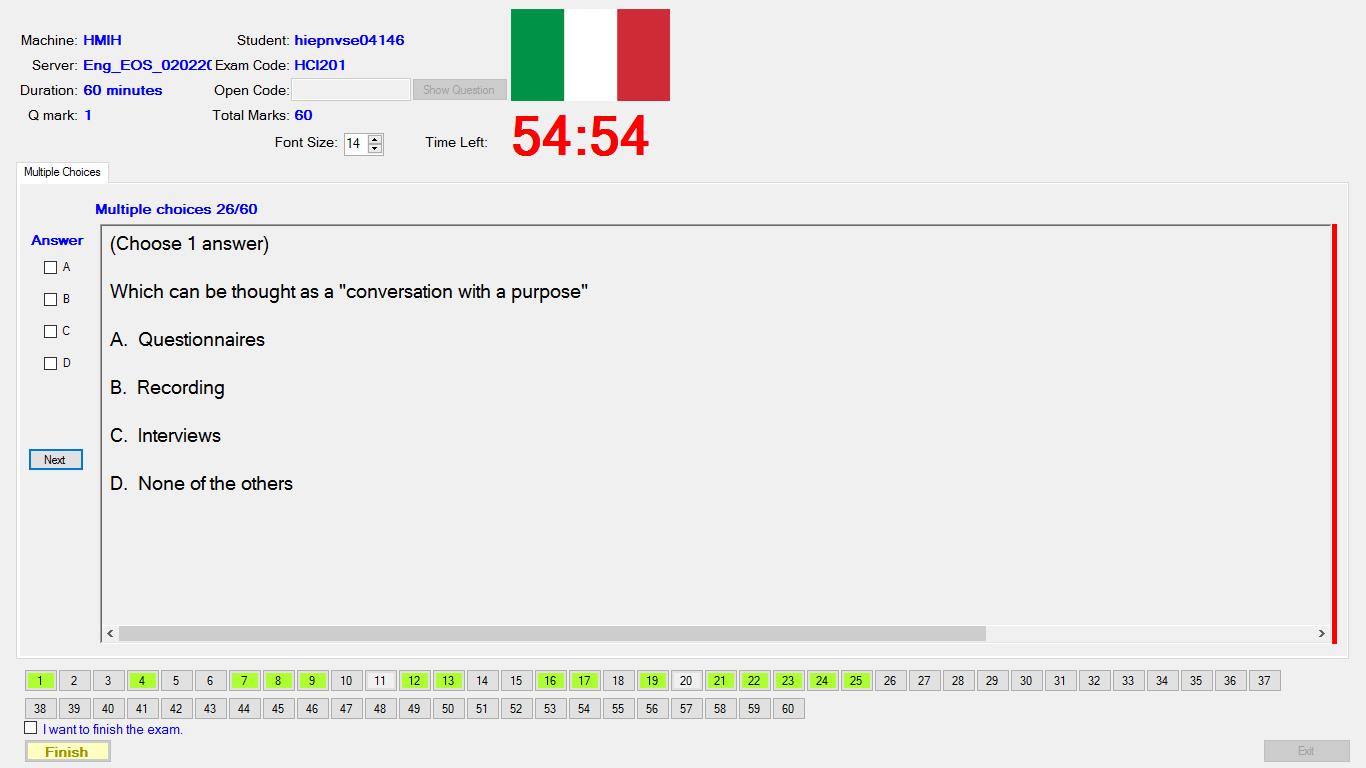 Machine: HMIH Student: hiepnvse04146
Server: Eng_EOS_02022( Exam Code: HCI201
Duration: 60 minutes Open Code: Show Question
Q mark: 1 Total Marks: 60
Font Size: 14 Time Left: 54:54
Multiple Choices
Multiple choices 26/60
Answer
(Choose 1 answer)
A
Which can be thought as a "conversation with a purpose"
B
C
A. Questionnaires
D
B. Recording
C. Interviews
Next
D. None of the others
1 2 3 4 5 6 7 8 9 10 11 12 13 14 15 16 17 18 19 20 21 22 23 24 25 26 27 28 29 30 31 32 33 34 35 36 37
38 39 40 41 42 43 44 45 46 47 48 49 50 51 52 53 54 55 56 57 58 59 60
I want to finish the exam.
Finish Exit